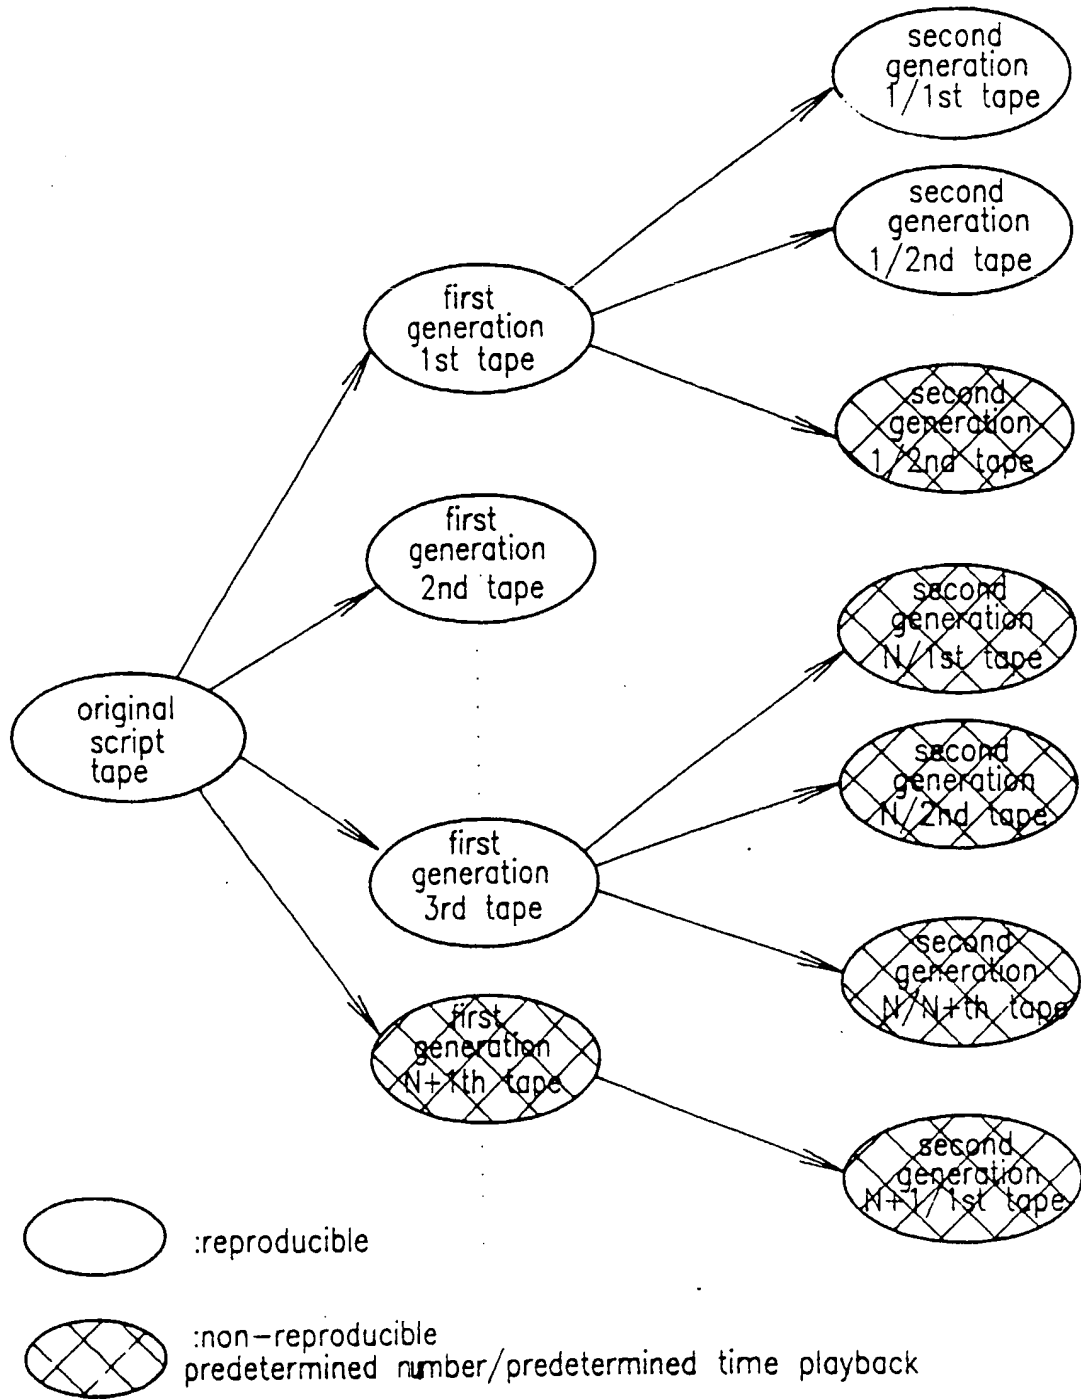 second
generation
1/1st tape
second
generation
1/2nd tape
first
generation
1st tape
second
generation
1/2nd tape
first
generation
2nd tape
second
generation
N/1st tape
original
script
tape
second
generation
N/2nd tape
first
generation
3rd tape
second
generation
N/N+th tape
first
generation
N+1th tape
second
generation
N+1/1st tape
:reproducible
:non-reproducible
predetermined number/predetermined time playback